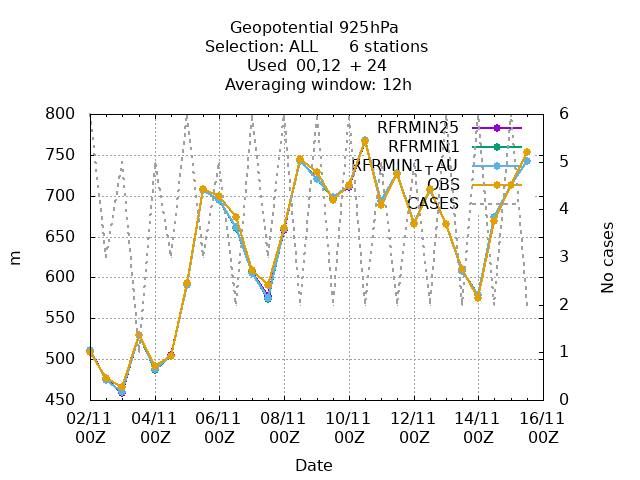 Geopotential 925hPa
Selection: ALL 6 stations
Used 00,12 + 24
Averaging window: 12h
800
750
700
650
600
550
500
450
m
6
5
4
3
2
1
0
No cases
RFRMIN25
RFRMIN1
RFRMIN1_AU
OBS
CASES
02/11 04/11 06/11 08/11 10/11 12/11 14/11 16/11
00Z 00Z 00Z 00Z 00Z 00Z 00Z 00Z
Date